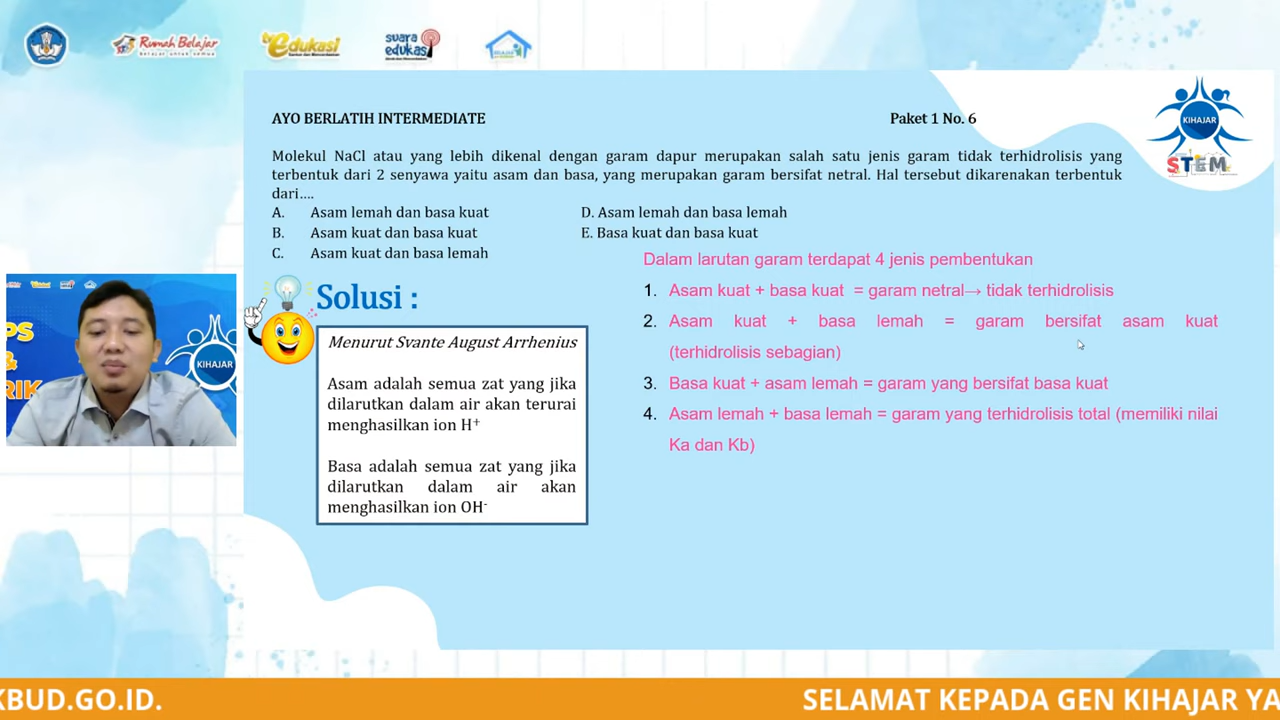 Rumah Belajar
Belajar untuk semua
tv edukasi
suara
edukasi
AYO BERLATIH INTERMEDIATE
Paket 1 No. 6
KIHAJAR
STEM
Molekul NaCl atau yang lebih dikenal dengan garam dapur merupakan salah satu jenis garam tidak terhidrolisis yang
terbentuk dari 2 senyawa yaitu asam dan basa, yang merupakan garam bersifat netral. Hal tersebut dikarenakan terbentuk
dari....
A. Asam lemah dan basa kuat
B. Asam kuat dan basa kuat
C. Asam kuat dan basa lemah
D. Asam lemah dan basa lemah
E. Basa kuat dan basa kuat
Solusi :
Menurut Svante August Arrhenius
Asam adalah semua zat yang jika
dilarutkan dalam air akan terurai
menghasilkan ion H⁺
Basa adalah semua zat yang jika
dilarutkan dalam air akan
menghasilkan ion OH⁻
Dalam larutan garam terdapat 4 jenis pembentukan
1. Asam kuat + basa kuat = garam netral→ tidak terhidrolisis
2. Asam kuat + basa lemah = garam bersifat asam kuat
(terhidrolisis sebagian)
3. Basa kuat + asam lemah = garam yang bersifat basa kuat
4. Asam lemah + basa lemah = garam yang terhidrolisis total (memiliki nilai
Ka dan Kb)
PS
&
RIK
KIHAJAR
KBUD.GO.ID.
SELAMAT KEPADA GEN KIHAJAR YA